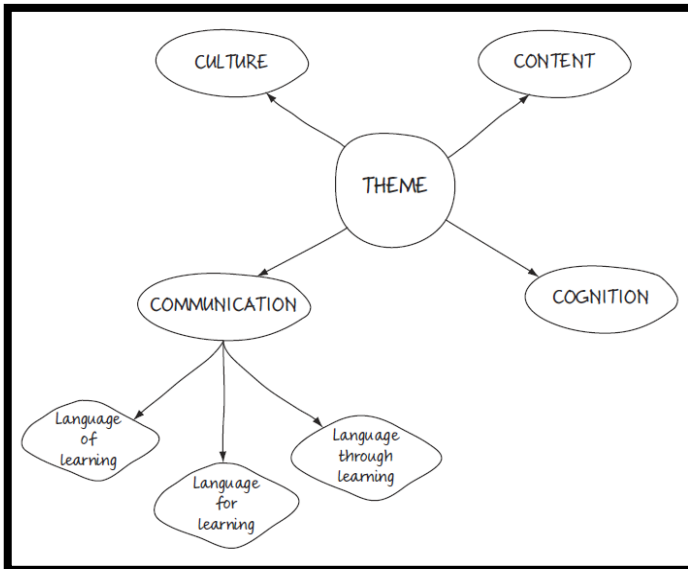 CULTURE
CONTENT
THEME
COMMUNICATION
COGNITION
Language
of
learning
Language
for
learning
Language
through
learning